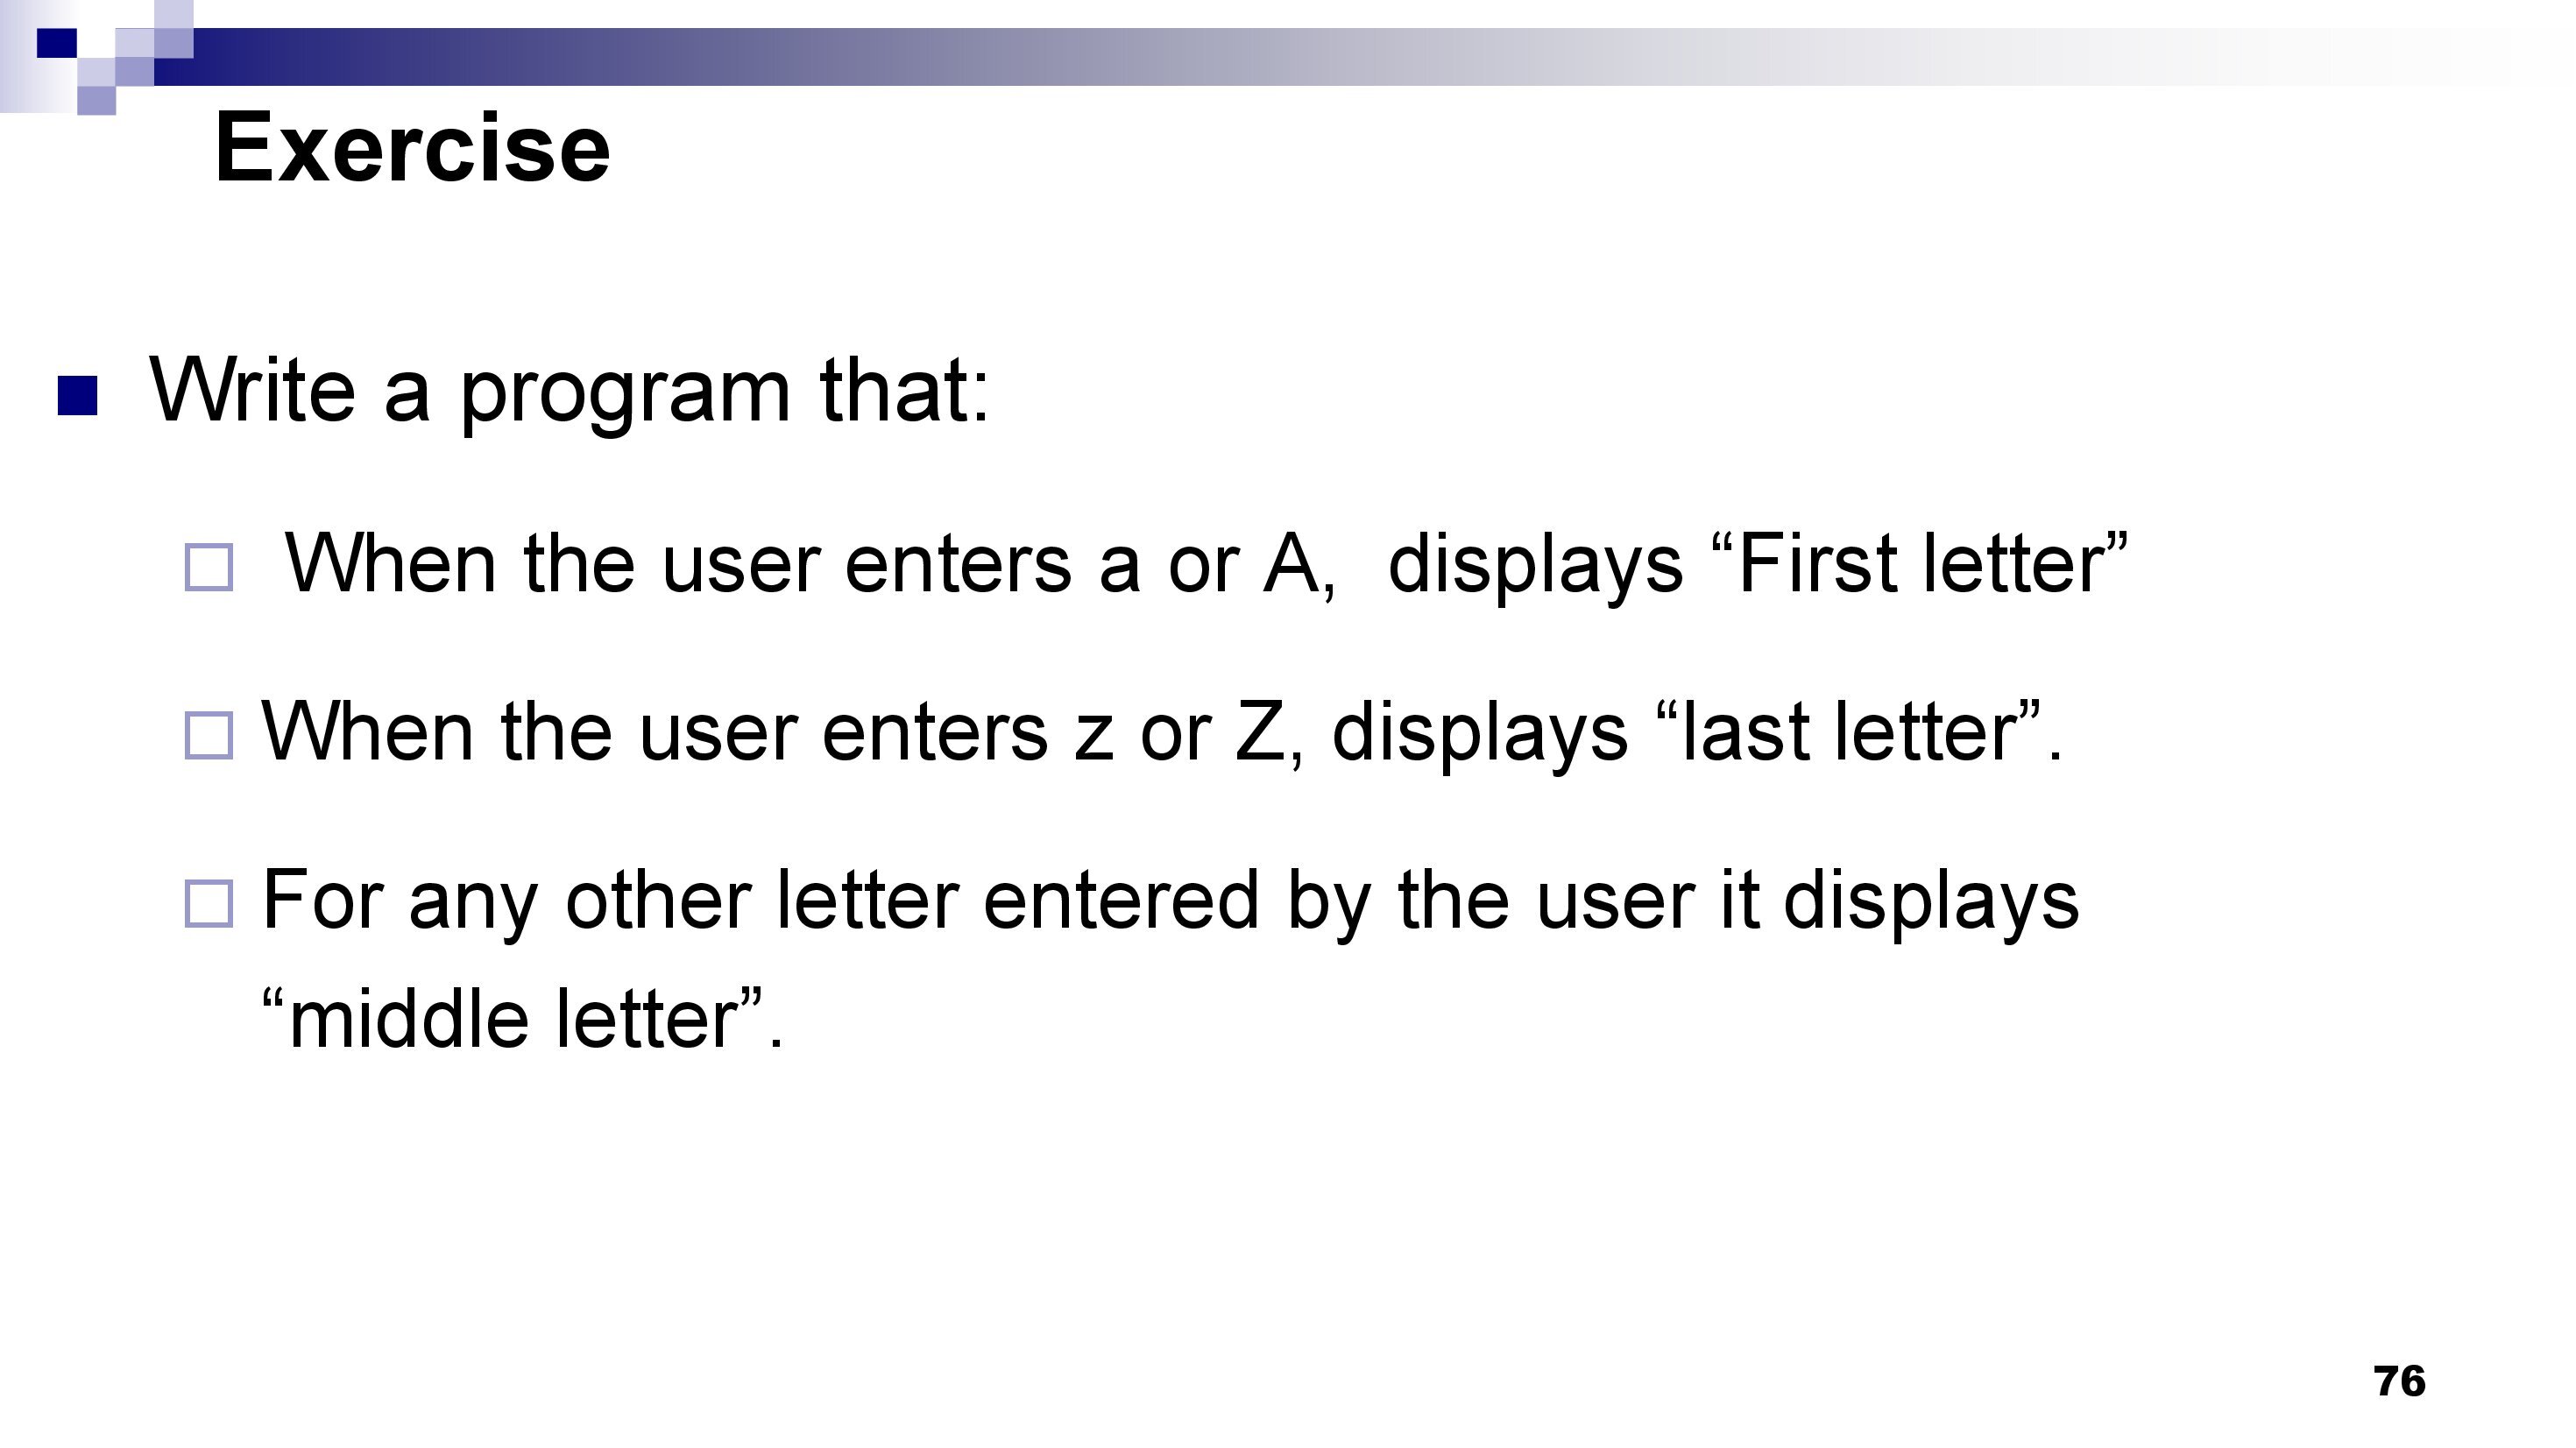 Exercise
Write a program that:
When the user enters a or A,  displays “First letter”
When the user enters z or Z, displays “last letter”.
For any other letter entered by the user it displays
“middle letter”.
76